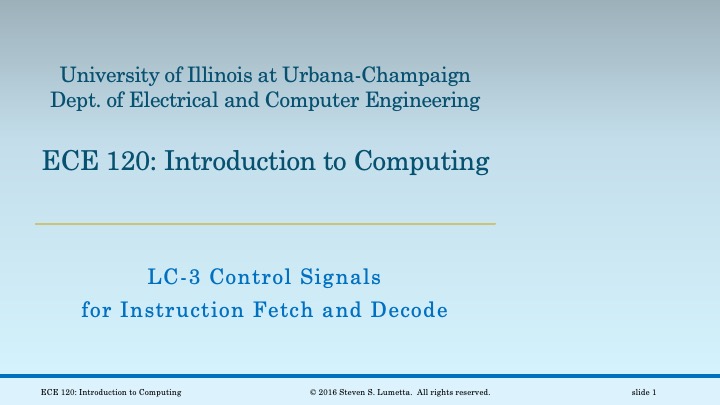 University of Illinois at Urbana-Champaign
Dept. of Electrical and Computer Engineering
ECE 120: Introduction to Computing
LC-3 Control Signals
for Instruction Fetch and Decode
ECE 120: Introduction to Computing
© 2016 Steven S. Lumetta. All rights reserved.
slide 1